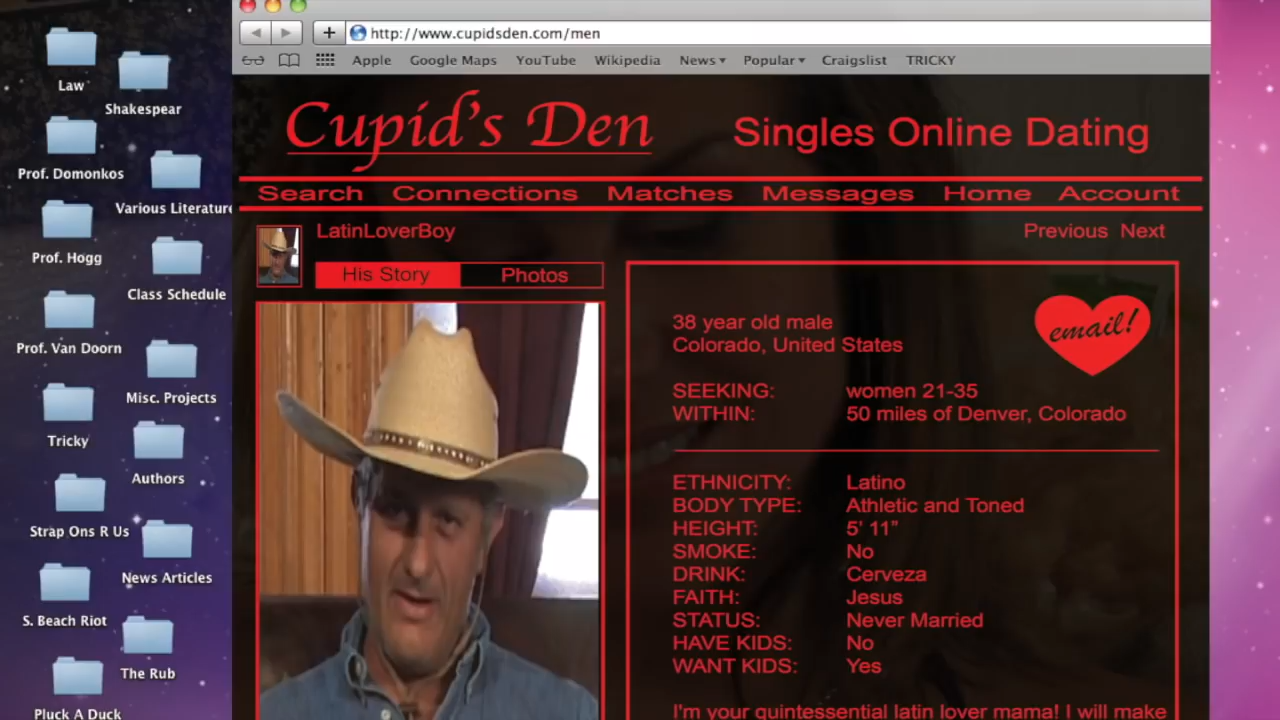 Law
Shakespear
Prof. Domonkos
Various Literature
Prof. Hogg
Class Schedule
Prof. Van Doorn
Misc. Projects
Tricky
Authors
Strap Ons R Us
News Articles
S. Beach Riot
The Rub
Pluck A Duck
http://www.cupidsden.com/men
Apple Google Maps YouTube Wikipedia News Popular Craigslist TRICKY
Cupid's Den Singles Online Dating
Search Connections Matches Messages Home Account
LatinLoverBoy Previous Next
His Story Photos
38 year old male
Colorado, United States
email!
SEEKING: women 21-35
WITHIN: 50 miles of Denver, Colorado
ETHNICITY: Latino
BODY TYPE: Athletic and Toned
HEIGHT: 5' 11”
SMOKE: No
DRINK: Cerveza
FAITH: Jesus
STATUS: Never Married
HAVE KIDS: No
WANT KIDS: Yes
I'm your quintessential latin lover mama! I will make